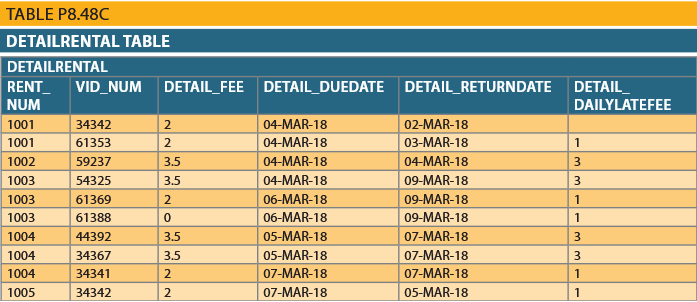 TABLE P8.48C
DETAILRENTAL TABLE
DETAILRENTAL
RENT_ NUM VID_NUM DETAIL_FEE DETAIL_DUEDATE DETAIL_RETURNDATE DETAIL_ DAILYLATEFEE
1001 34342 2 04-MAR-18 02-MAR-18
1001 61353 2 04-MAR-18 03-MAR-18 1
1002 59237 3.5 04-MAR-18 04-MAR-18 3
1003 54325 3.5 04-MAR-18 09-MAR-18 3
1003 61369 2 06-MAR-18 09-MAR-18 1
1003 61388 0 06-MAR-18 09-MAR-18 1
1004 44392 3.5 05-MAR-18 07-MAR-18 3
1004 34367 3.5 05-MAR-18 07-MAR-18 3
1004 34341 2 07-MAR-18 07-MAR-18 1
1005 34342 2 07-MAR-18 05-MAR-18 1